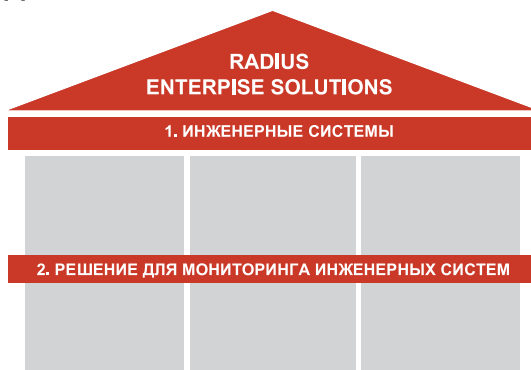 RADIUS
ENTERPISE SOLUTIONS
1. ИНЖЕНЕРНЫЕ СИСТЕМЫ
2. РЕШЕНИЕ ДЛЯ МОНИТОРИНГА ИНЖЕНЕРНЫХ СИСТЕМ